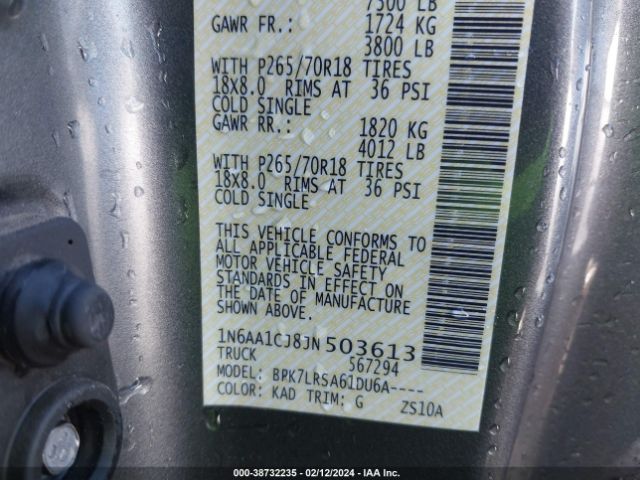 7300 LB
GAWR FR.: 1724 KG
3800 LB
WITH P265/70R18 TIRES
18X8.0 RIMS AT 36 PSI
COLD SINGLE
GAWR RR.: 1820 KG
4012 LB
WITH P265/70R18 TIRES
18X8.0 RIMS AT 36 PSI
COLD SINGLE
THIS VEHICLE CONFORMS TO
ALL APPLICABLE FEDERAL
MOTOR VEHICLE SAFETY
STANDARDS IN EFFECT ON
THE DATE OF MANUFACTURE
SHOWN ABOVE.
1N6AA1CJ8JN503613
TRUCK 567294
MODEL: BPK7LRSA61DU6A----
COLOR: KAD TRIM: G ZS10A
000-38732235 - 02/12/2024 - IAA Inc.